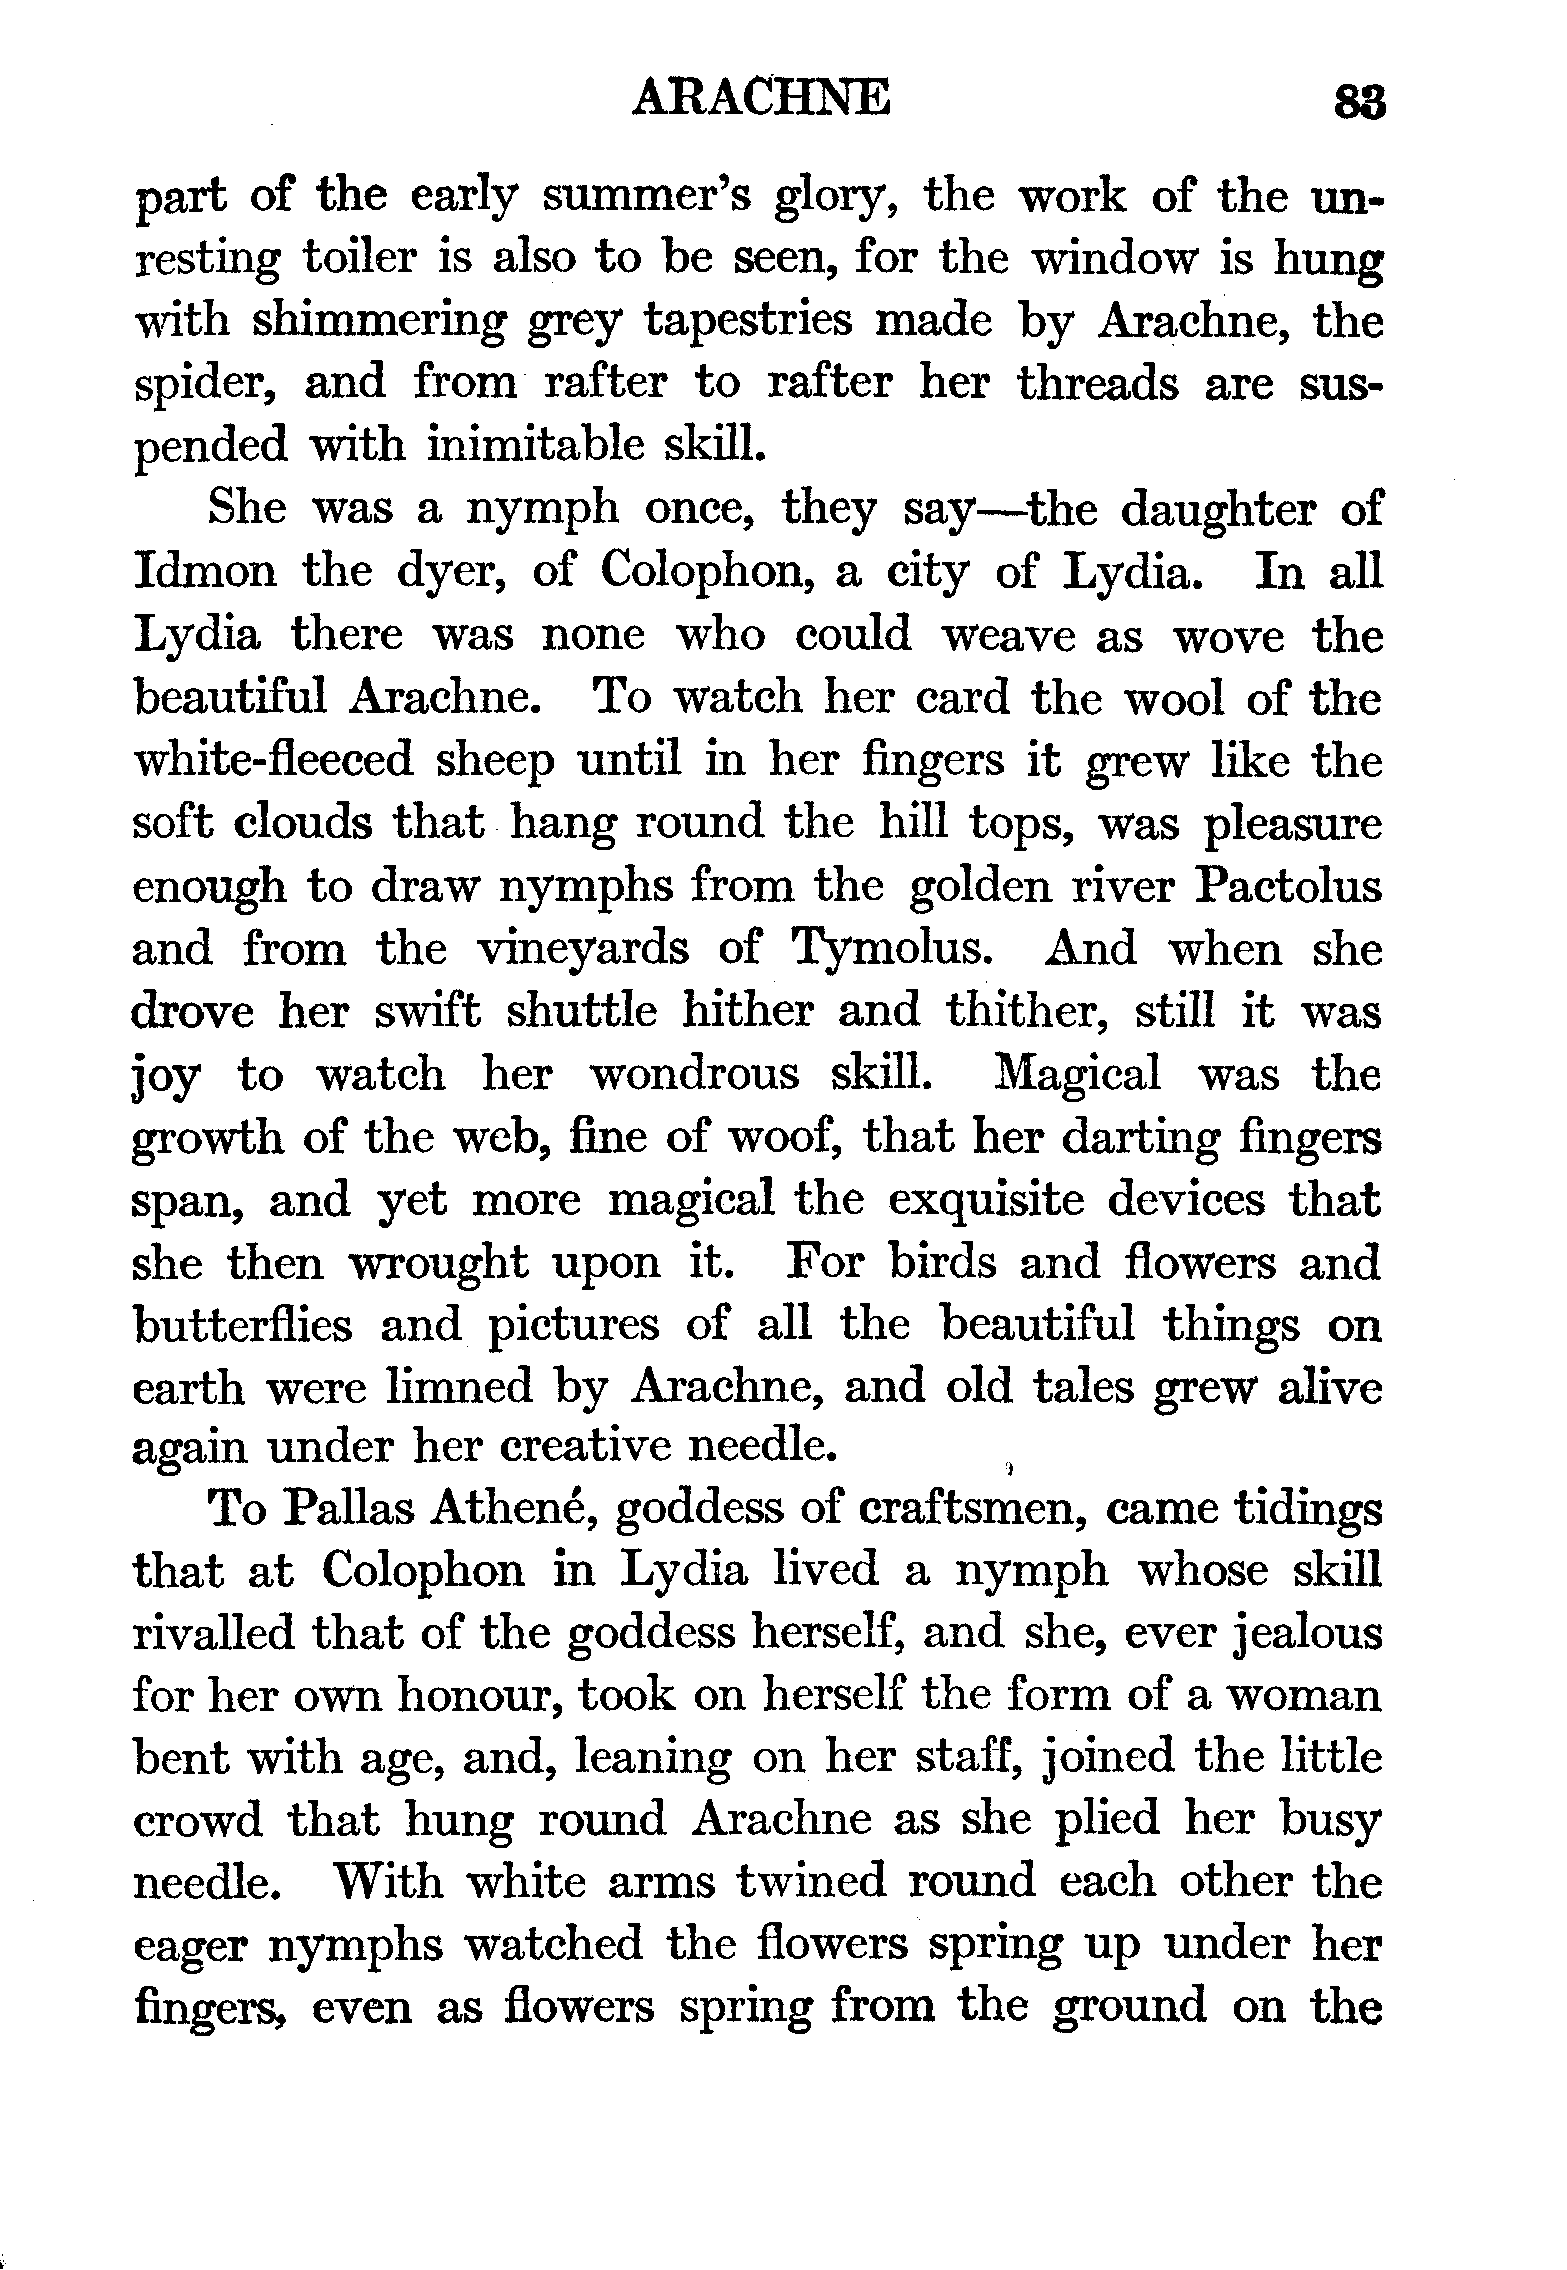 ARACHNE 83
part of the early summer's glory, the work of the un-
resting toiler is also to be seen, for the window is hung
with shimmering grey tapestries made by Arachne, the
spider, and from rafter to rafter her threads are sus-
pended with inimitable skill.
She was a nymph once, they say—the daughter of
Idmon the dyer, of Colophon, a city of Lydia. In all
Lydia there was none who could weave as wove the
beautiful Arachne. To watch her card the wool of the
white-fleeced sheep until in her fingers it grew like the
soft clouds that hang round the hill tops, was pleasure
enough to draw nymphs from the golden river Pactolus
and from the vineyards of Tymolus. And when she
drove her swift shuttle hither and thither, still it was
joy to watch her wondrous skill. Magical was the
growth of the web, fine of woof, that her darting fingers
span, and yet more magical the exquisite devices that
she then wrought upon it. For birds and flowers and
butterflies and pictures of all the beautiful things on
earth were limned by Arachne, and old tales grew alive
again under her creative needle.
To Pallas Athené, goddess of craftsmen, came tidings
that at Colophon in Lydia lived a nymph whose skill
rivalled that of the goddess herself, and she, ever jealous
for her own honour, took on herself the form of a woman
bent with age, and, leaning on her staff, joined the little
crowd that hung round Arachne as she plied her busy
needle. With white arms twined round each other the
eager nymphs watched the flowers spring up under her
fingers, even as flowers spring from the ground on the